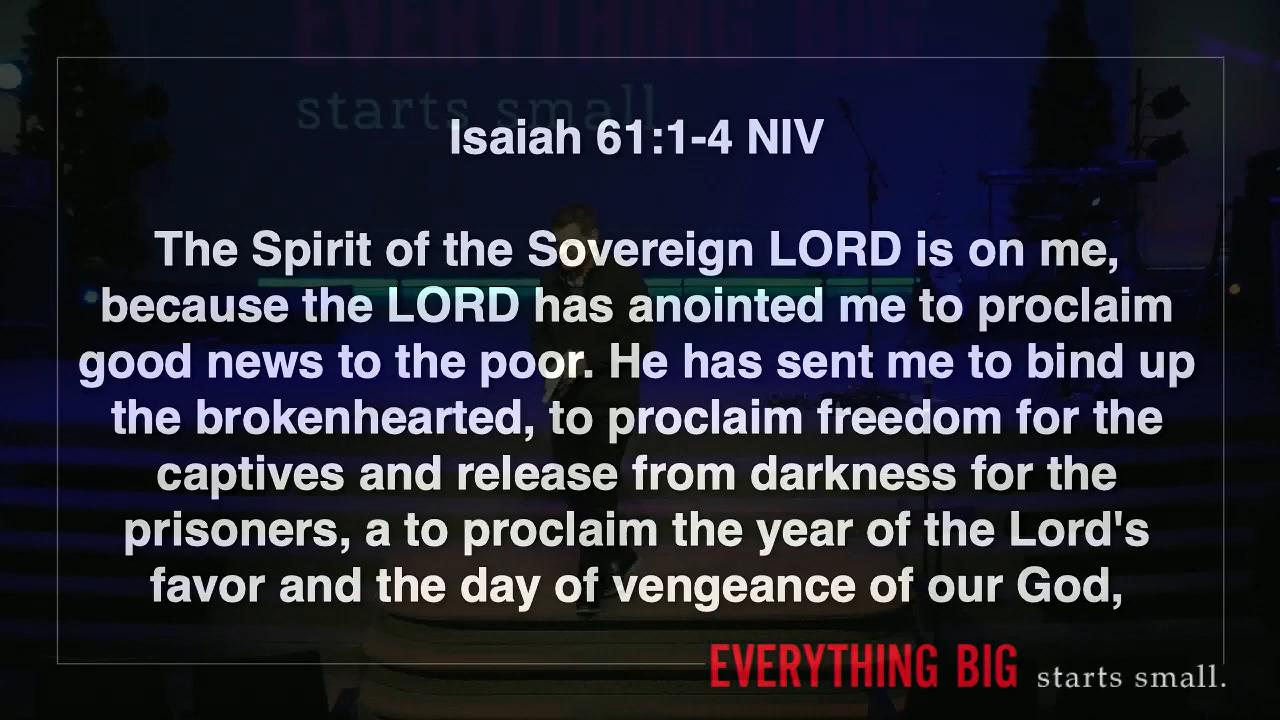 EVERYTHING BIG
starts small.
Isaiah 61:1-4 NIV
The Spirit of the Sovereign LORD is on me,
because the LORD has anointed me to proclaim
good news to the poor. He has sent me to bind up
the brokenhearted, to proclaim freedom for the
captives and release from darkness for the
prisoners, a to proclaim the year of the Lord's
favor and the day of vengeance of our God,
EVERYTHING BIG starts small.